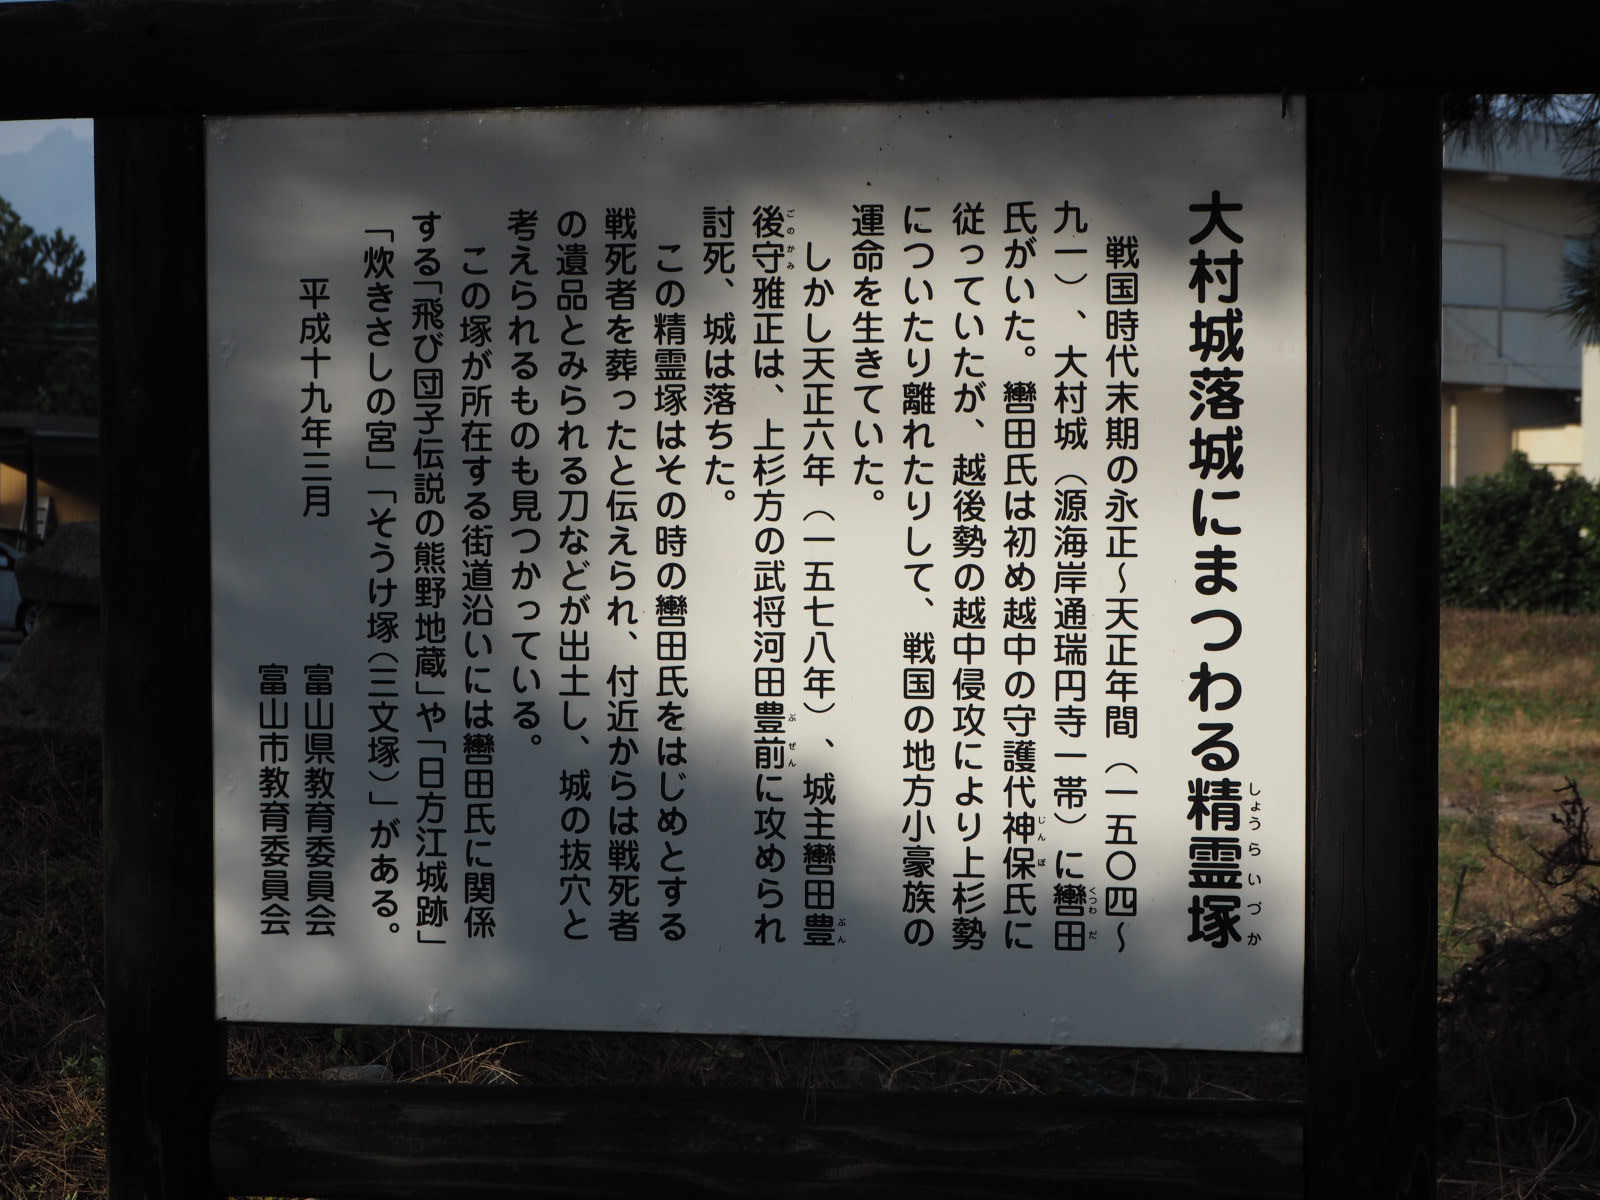 大村城落城にまつわる精霊塚
しょうらいづか
戦国時代末期の永正～天正年間（一五〇四～
九一）、大村城（源海岸通瑞円寺一帯）に轡田
くつわだ
氏がいた。轡田氏は初め越中の守護代神保氏に
じんぼ
従っていたが、越後勢の越中侵攻により上杉勢
についたり離れたりして、戦国の地方小豪族の
運命を生きていた。
しかし天正六年（一五七八年）、城主轡田豊
ぶん
後守雅正は、上杉方の武将河田豊前に攻められ
ごのかみ
ぶぜん
討死、城は落ちた。
この精霊塚はその時の轡田氏をはじめとする
戦死者を葬ったと伝えられ、付近からは戦死者
の遺品とみられる刀などが出土し、城の抜穴と
考えられるものも見つかっている。
この塚が所在する街道沿いには轡田氏に関係
する「飛び団子伝説の熊野地蔵」や「日方江城跡」
「炊きさしの宮」「そうけ塚（三文塚）」がある。
平成十九年三月
富山県教育委員会
富山市教育委員会